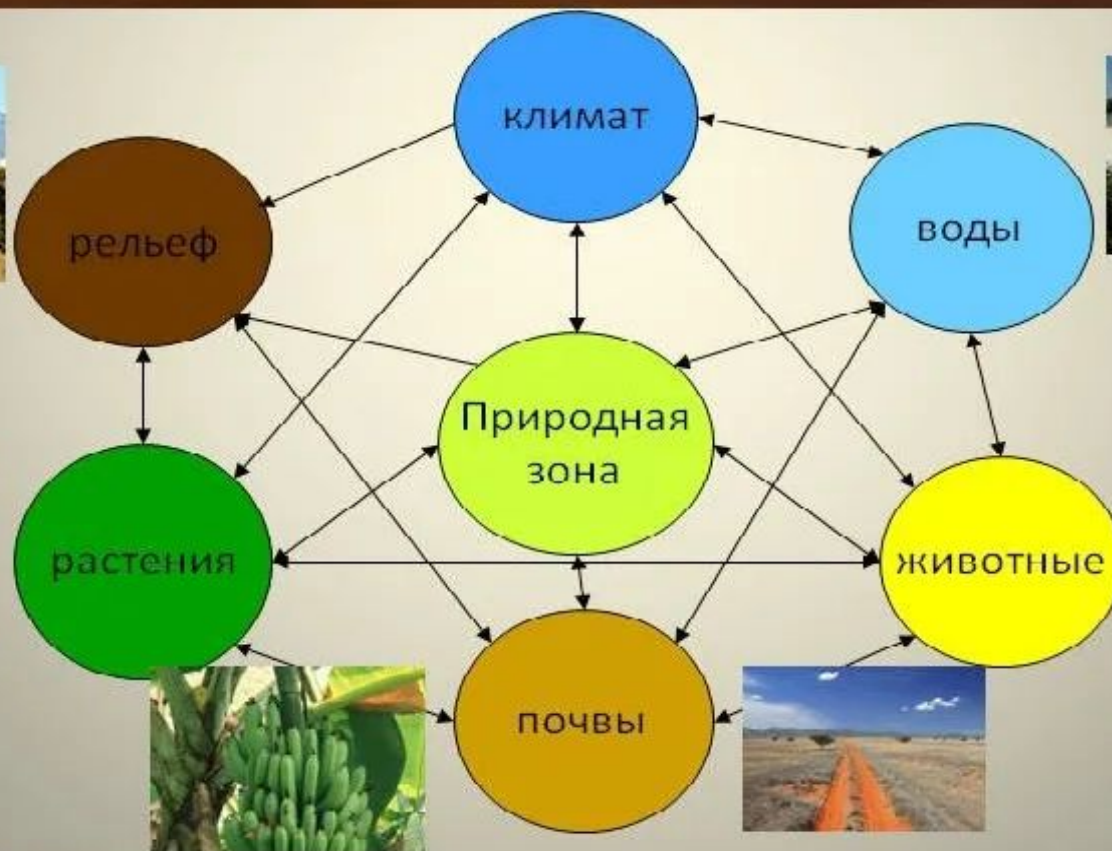 климат
рельеф
воды
Природная
зона
растения
животные
почвы